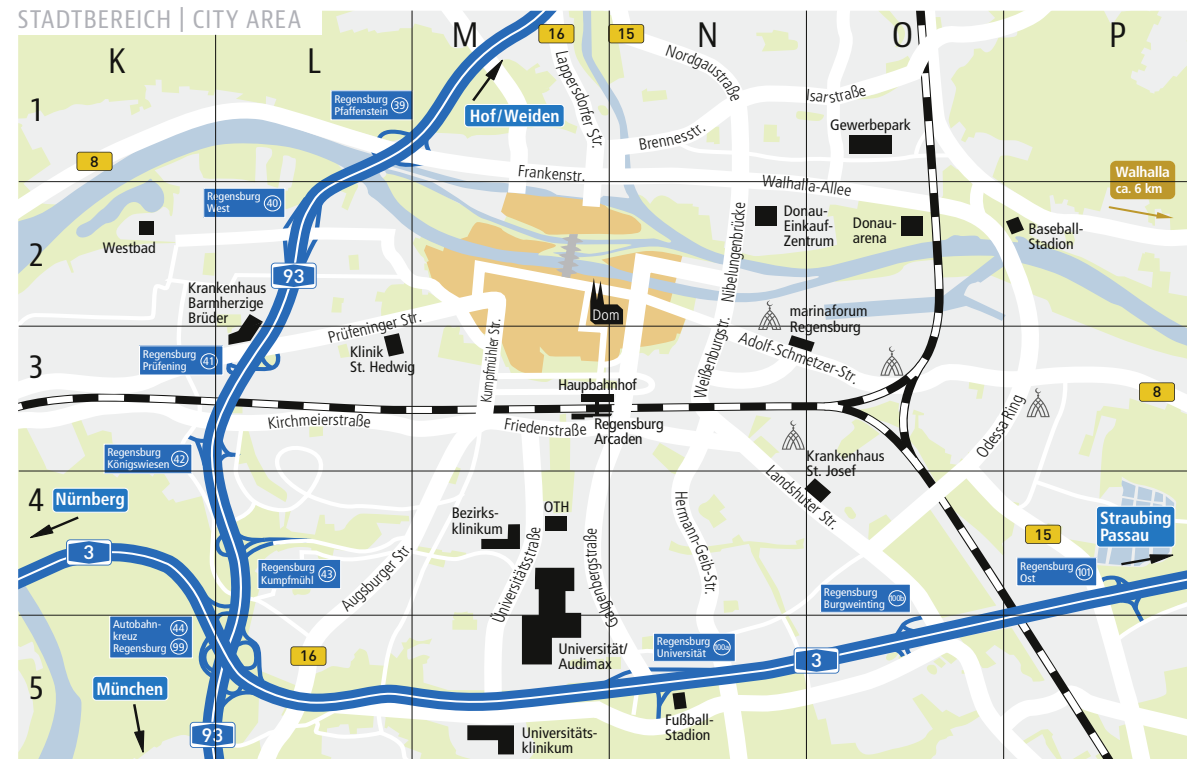 STADTBEREICH | CITY AREA
K
L
M
N
O
P
1
2
3
4
5
16
15
Lappersdorfer Str.
Nordgaustraße
Isarstraße
Regensburg
Pfaffenstein
39
Hof/Weiden
Brennesstr.
Gewerbepark
8
Frankenstr.
Walhalla-Allee
Walhalla
ca. 6 km
Regensburg
West
40
Westbad
Nibelungenbrücke
Donau-
Einkauf-
Zentrum
Donau-
arena
Baseball-
Stadion
93
Krankenhaus
Barmherzige
Brüder
Dom
marinaforum
Regensburg
Prüfeninger Str.
Klinik
St. Hedwig
Kumpfmühler Str.
Weißenburgstr.
Adolf-Schmetzer-Str.
Regensburg
Prüfening
41
Haupbahnhof
8
Kirchmeierstraße
Friedenstraße
Regensburg
Arcaden
Odessa Ring
Regensburg
Königswiesen
42
Krankenhaus
St. Josef
Landshuter Str.
Nürnberg
Bezirks-
klinikum
OTH
Hermann-Geib-Str.
Straubing
Passau
15
3
Universitätsstraße
Galgenbergstraße
Augsburger Str.
Regensburg
Kumpfmühl
43
Regensburg
Ost
101
Regensburg
Burgweinting
100b
Autobahn-
kreuz
Regensburg
44
99
16
Universität/
Audimax
Regensburg
Universität
100a
3
München
93
Fußball-
Stadion
Universitäts-
klinikum